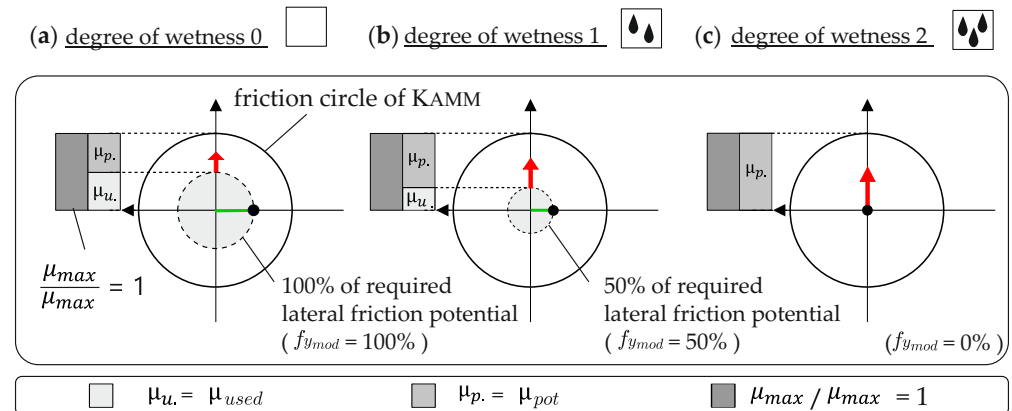 (a) degree of wetness 0
(b) degree of wetness 1
(c) degree of wetness 2
friction circle of KAMM
μp.
μu.
μp.
μu.
μp.
μmax/μmax = 1
100% of required
lateral friction potential
( fymod = 100% )
50% of required
lateral friction potential
( fymod = 50% )
(fymod = 0%)
μu. = μused
μp. = μpot
μmax / μmax = 1